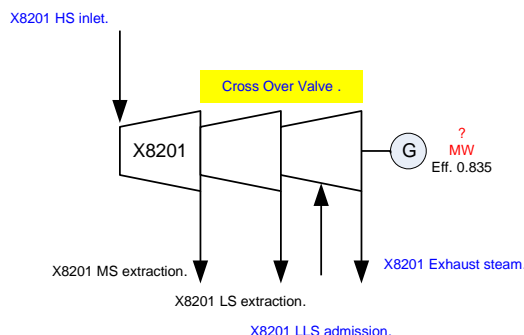 X8201 HS inlet.
Cross Over Valve .
X8201
G
?
MW
Eff. 0.835
X8201 MS extraction.
X8201 Exhaust steam
X8201 LS extraction.
X8201 LLS admission.